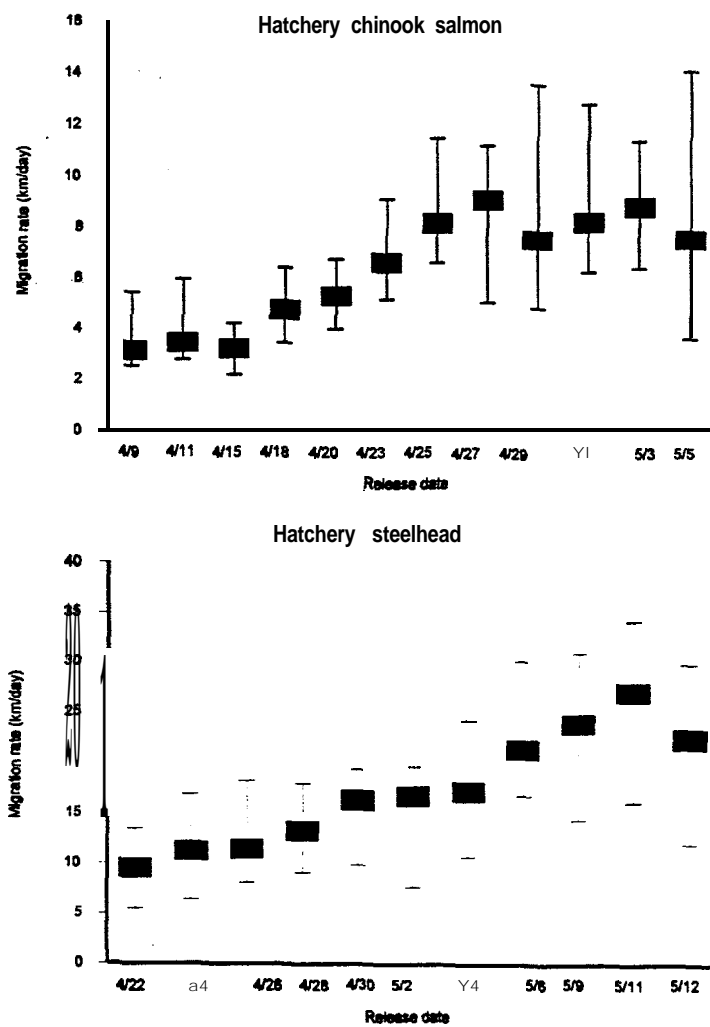 Hatchery chinook salmon
16
14
12
10
8
6
4
2
0
Migration rate (km/day)
4/9 4/11 4/15 4/18 4/20 4/23 4/25 4/27 4/29 YI 5/3 5/5
Release date
Hatchery steelhead
40
35
30
25
15
10
5
0
Migration rate (km/day)
4/22 a4 4/26 4/28 4/30 5/2 Y4 5/6 5/9 5/11 5/12
Release date